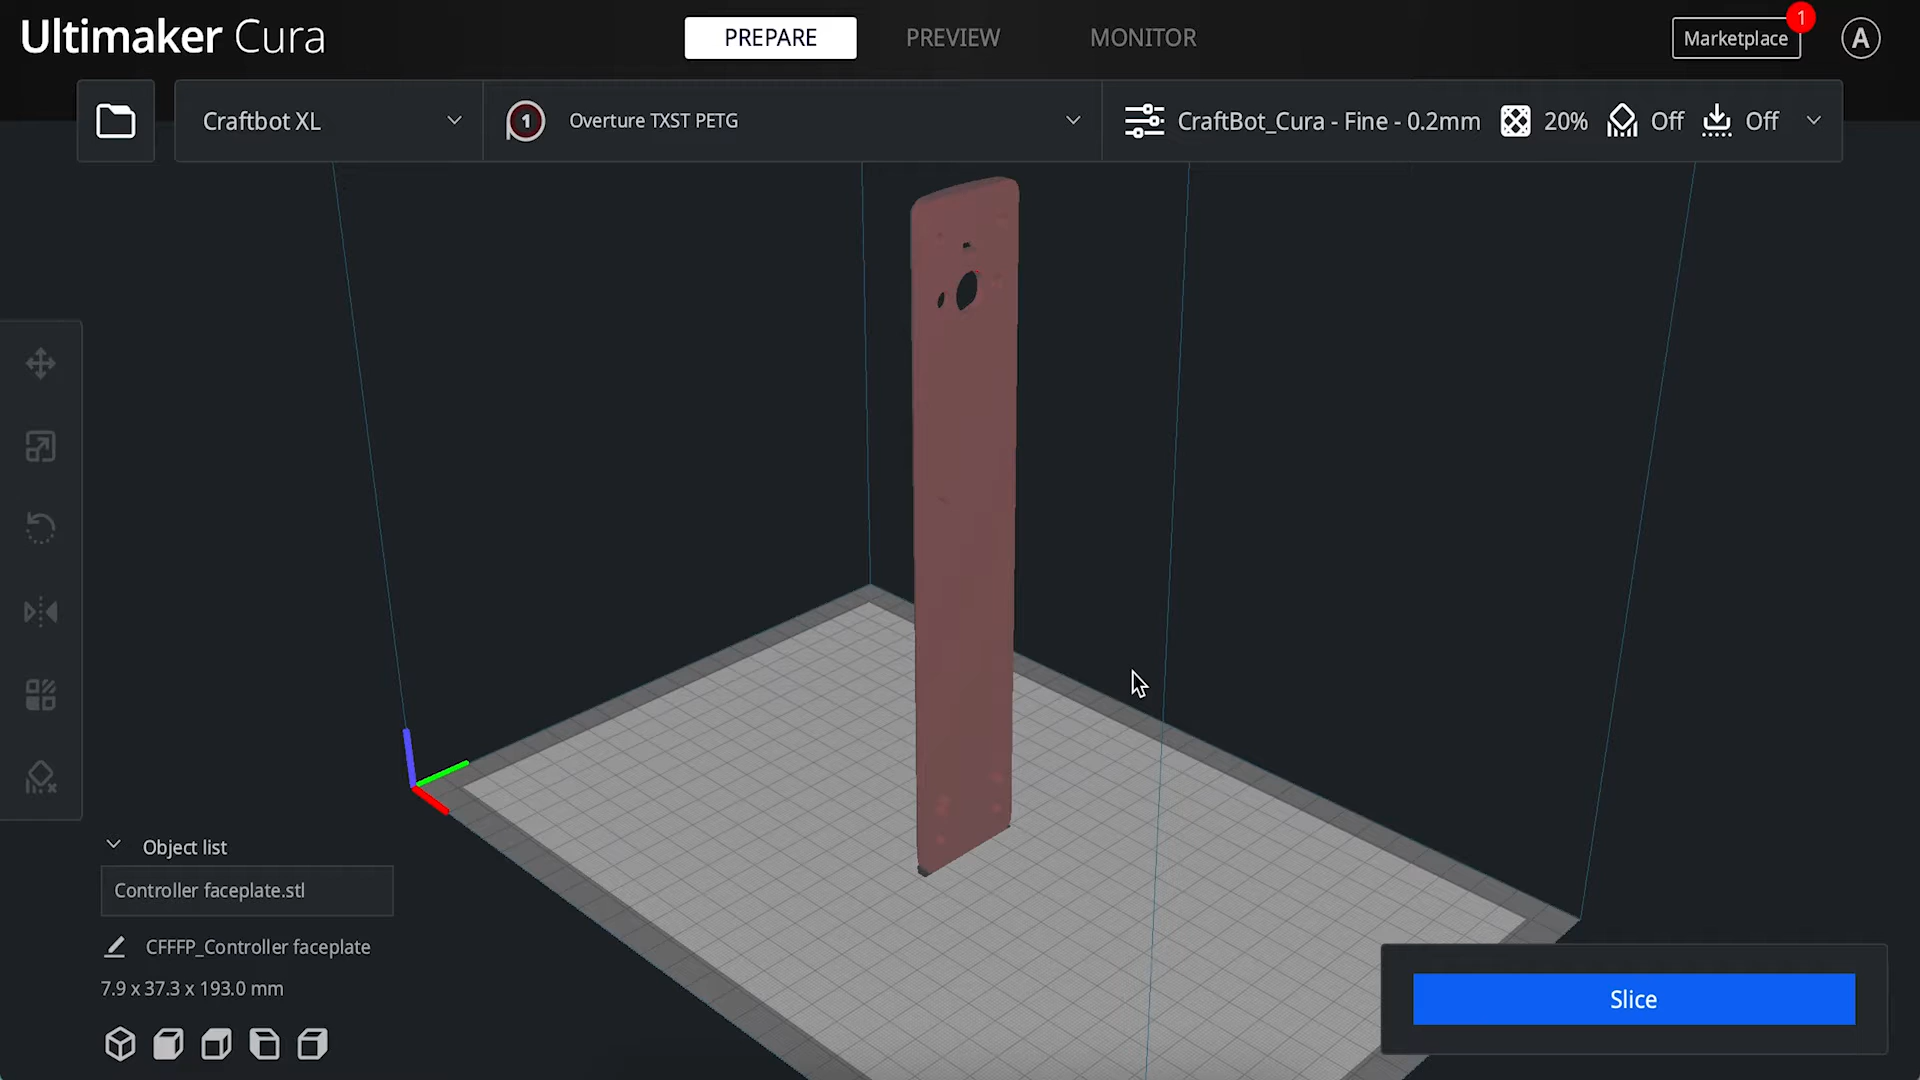 Ultimaker Cura
PREPARE
PREVIEW
MONITOR
Marketplace
1
A
Craftbot XL
1
Overture TXST PETG
CraftBot_Cura - Fine - 0.2mm
20%
Off
Off
Object list
Controller faceplate.stl
CFFFP_Controller faceplate
7.9 x 37.3 x 193.0 mm
Slice